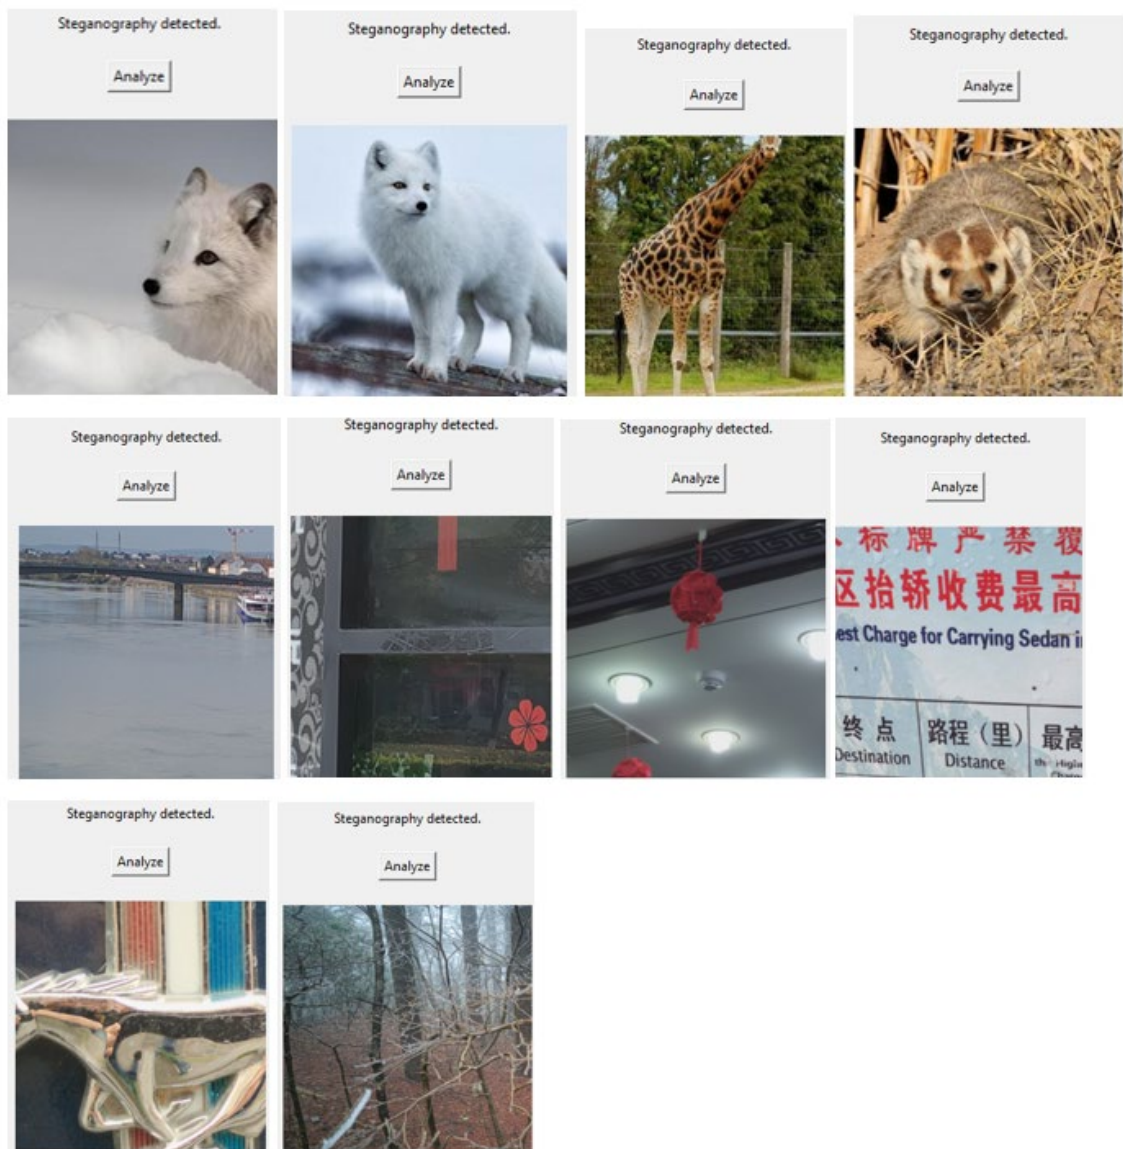 Steganography detected.
Analyze
Steganography detected.
Analyze
Steganography detected.
Analyze
Steganography detected.
Analyze
Steganography detected.
Analyze
Steganography detected.
Analyze
Steganography detected.
Analyze
Steganography detected.
Analyze
标牌严禁覆
区抬轿收费最高
est Charge for Carrying Sedan i
终点 路程（里） 最高
Destination Distance
Steganography detected.
Analyze
Steganography detected.
Analyze